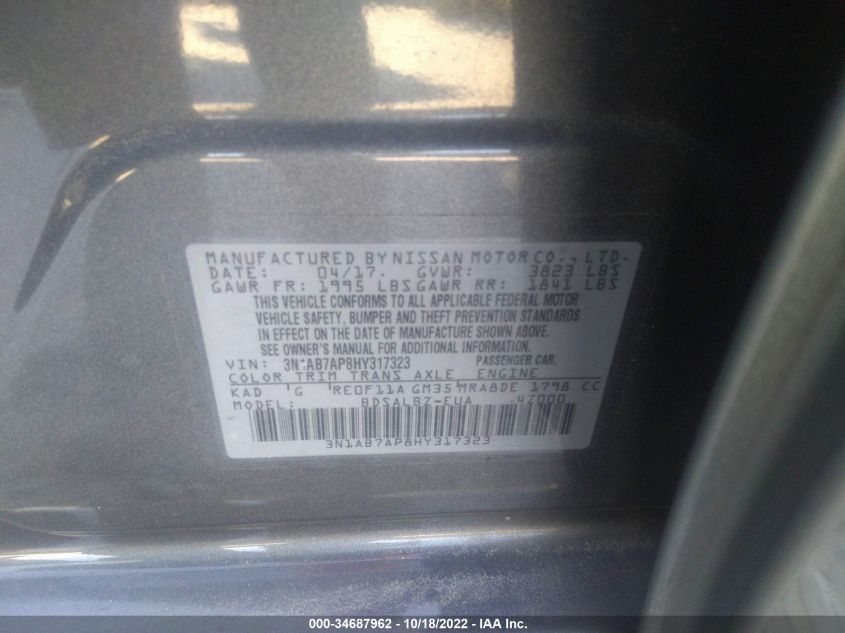 MANUFACTURED BY NISSAN MOTOR CO., LTD.
DATE: 04/17. GVWR: 3823 LBS
GAWR FR: 1995 LBS GAWR RR: 1841 LBS
THIS VEHICLE CONFORMS TO ALL APPLICABLE FEDERAL MOTOR
VEHICLE SAFETY, BUMPER AND THEFT PREVENTION STANDARDS
IN EFFECT ON THE DATE OF MANUFACTURE SHOWN ABOVE.
SEE OWNER'S MANUAL FOR ADDITIONAL INFORMATION.
VIN: 3N1AB7AP8HY317323 PASSENGER CAR.
COLOR TRIM TRANS AXLE ENGINE
KAD G RE0F11A GM35 MRA8DE 1798 CC
MODEL: BDSALBZ-EUA 4Z000
3N1AB7AP8HY317323
000-34687962 - 10/18/2022 - IAA Inc.